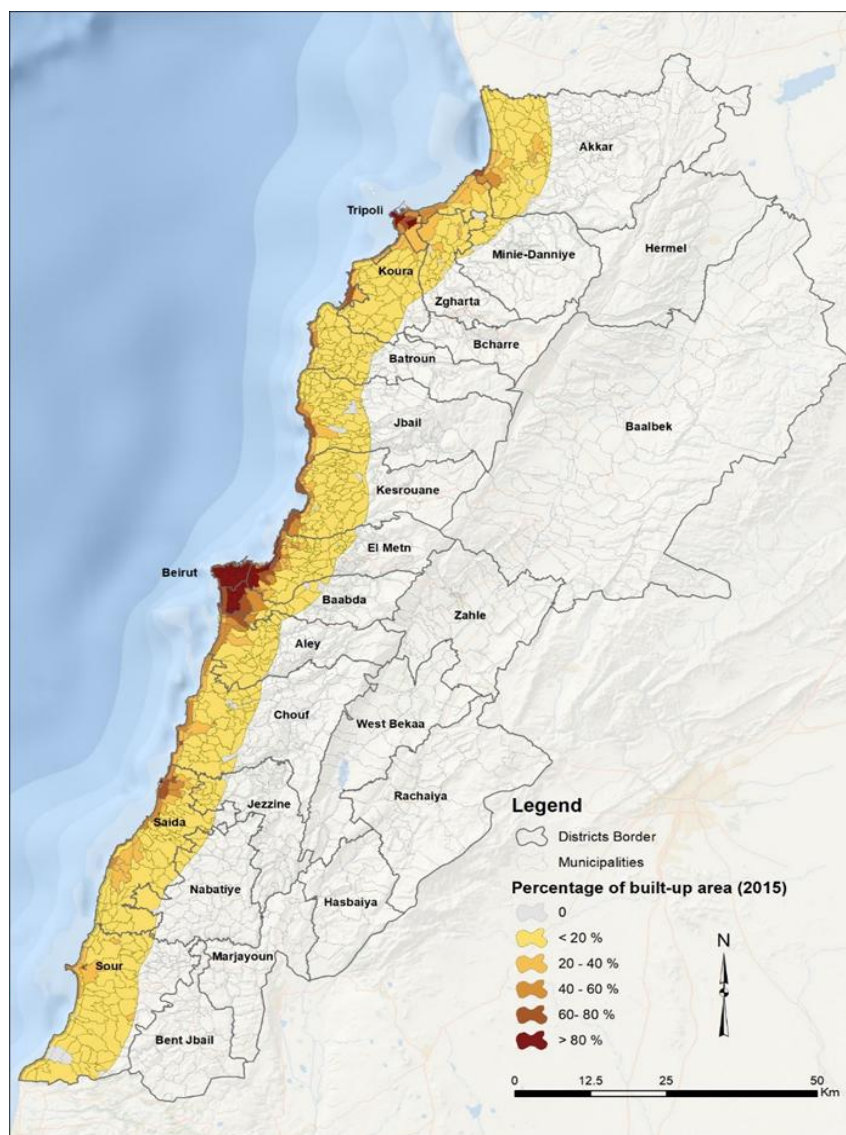 Akkar
Tripoli
Hermel
Minie-Danniye
Koura
Zgharta
Bcharre
Batroun
Jbail
Baalbek
Kesrouane
El Metn
Beirut
Baabda
Zahle
Aley
Chouf
West Bekaa
Rachaiya
Jezzine
Saida
Nabatiye
Hasbaiya
Sour
Marjayoun
Bent Jbail
Legend
Districts Border
Municipalities
Percentage of built-up area (2015)
0
< 20 %
20 - 40 %
40 - 60 %
60- 80 %
> 80 %
N
0 12.5 25 50
Km